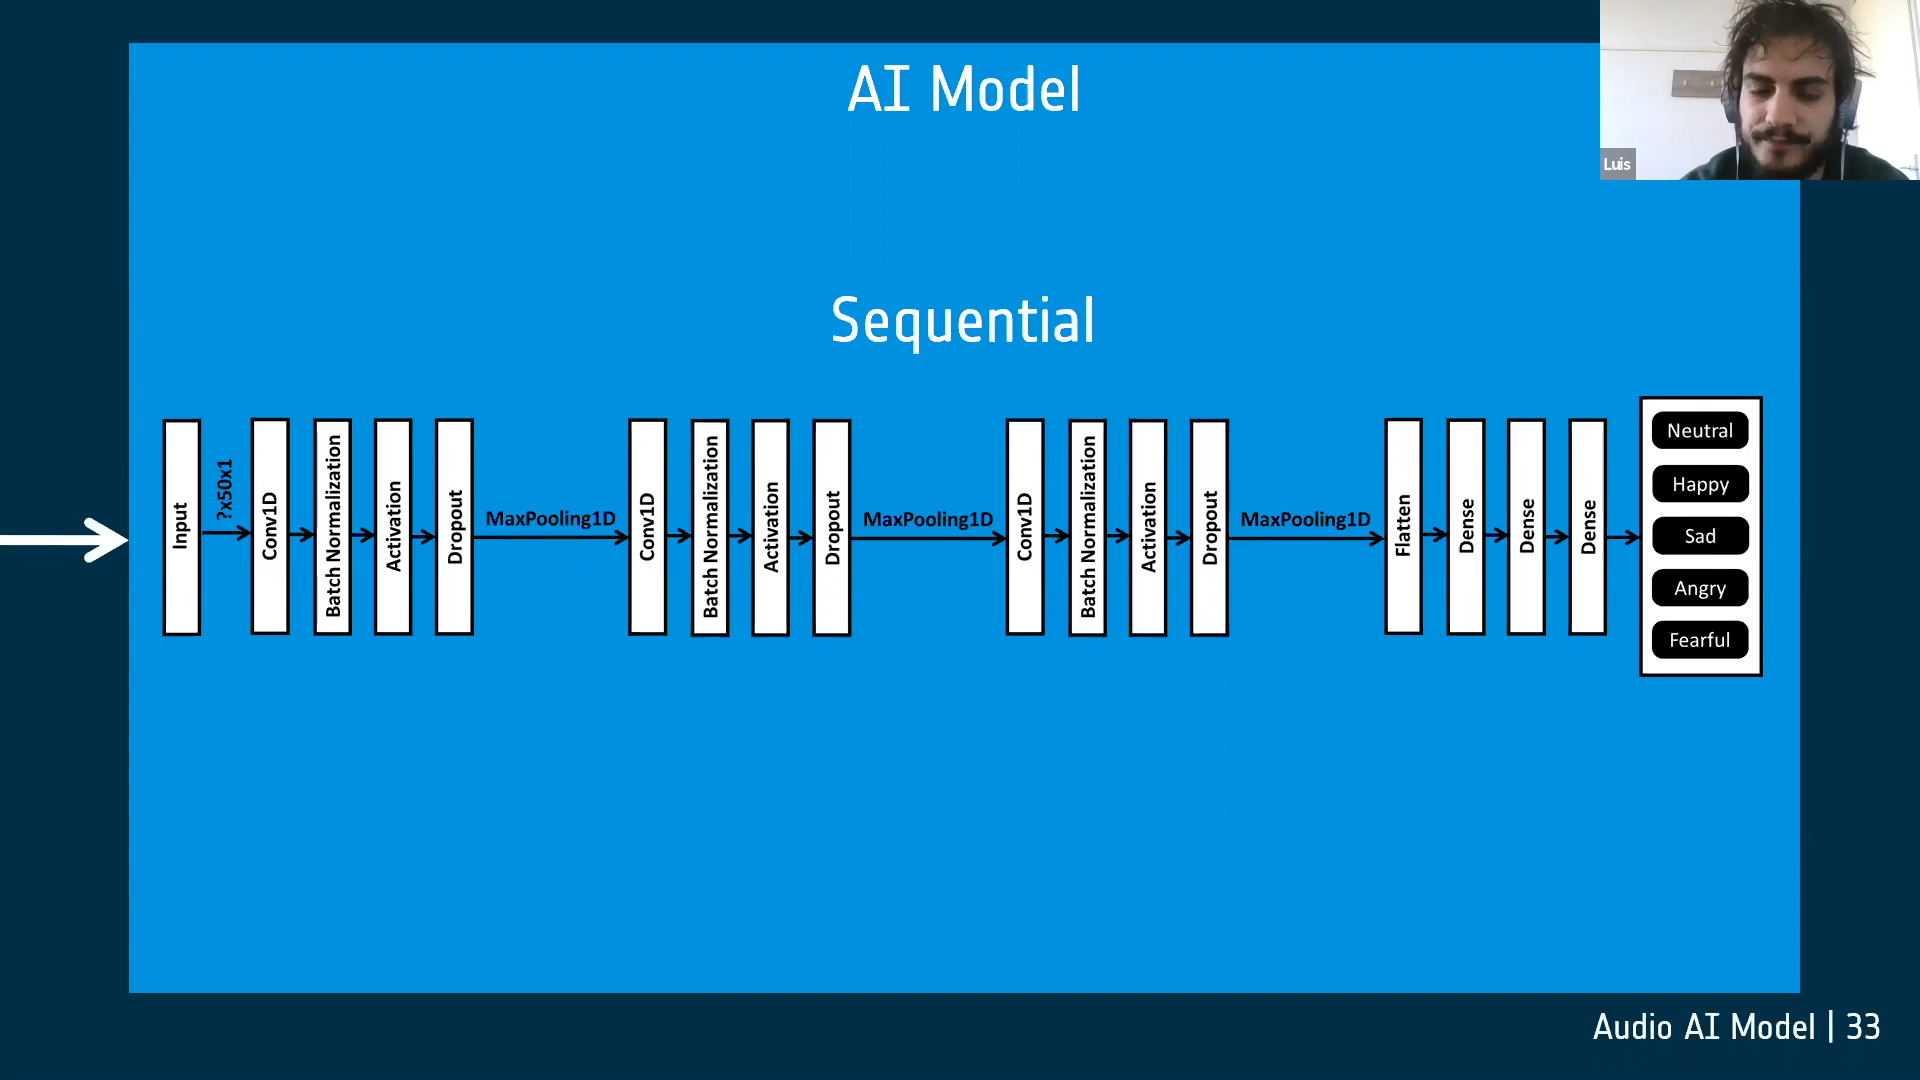 AI Model
Luis
Sequential
Input
?x50x1
Conv1D
Batch Normalization
Activation
Dropout
MaxPooling1D
Conv1D
Batch Normalization
Activation
Dropout
MaxPooling1D
Conv1D
Batch Normalization
Activation
Dropout
MaxPooling1D
Flatten
Dense
Dense
Dense
Neutral
Happy
Sad
Angry
Fearful
Audio AI Model | 33